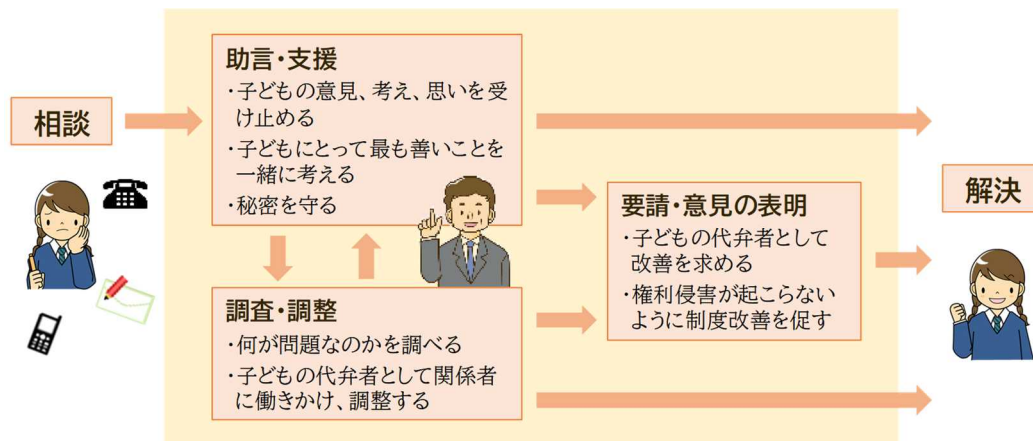 相談
助言・支援
・子どもの意見、考え、思いを受
け止める
・子どもにとって最も善いことを
一緒に考える
・秘密を守る
調査・調整
・何が問題なのかを調べる
・子どもの代弁者として関係者
に働きかけ、調整する
要請・意見の表明
・子どもの代弁者として
改善を求める
・権利侵害が起こらない
ように制度改善を促す
解決